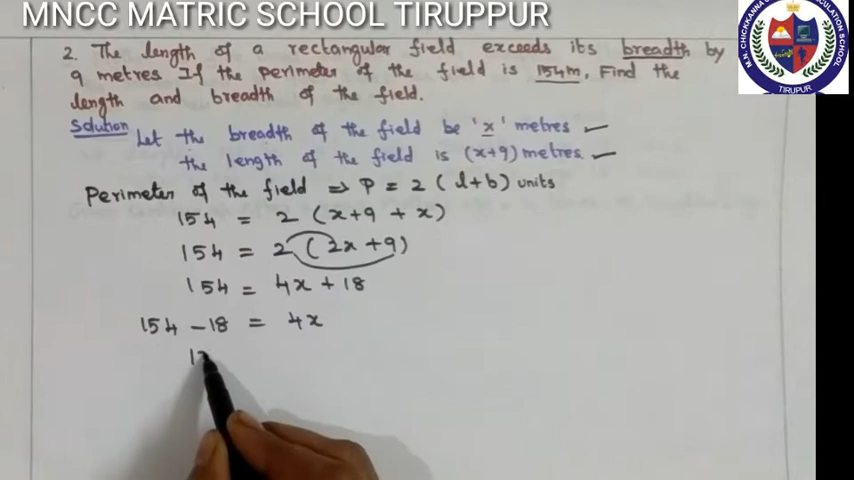 MNCC MATRIC SCHOOL TIRUPPUR
2. The length of a rectangular field exceeds its breadth by
9 metres If the perimeter of the field is 154m, Find the
length and breadth of the field.
Solution Let the breadth of the field be 'x' metres
the length of the field is (x+9) metres.
Perimeter of the field ⇒ P = 2 (l+b) units
154 = 2 (x+9 + x)
154 = 2 (2x +9)
154 = 4x +18
154 -18 = 4x
TIRUPUR